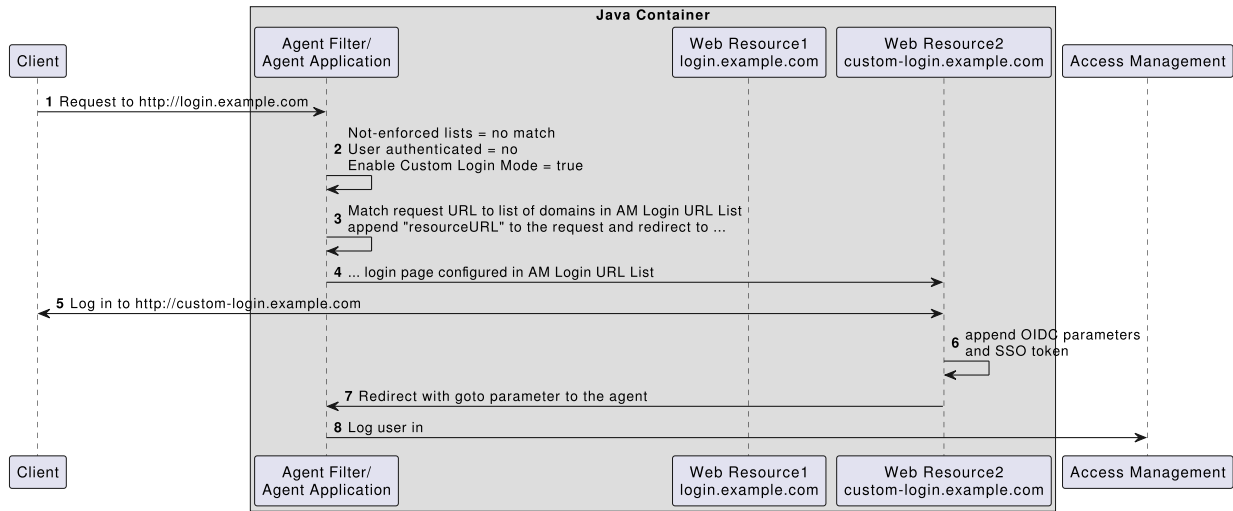 Java Container
Client
Agent Filter/
Agent Application
Web Resource1
login.example.com
Web Resource2
custom-login.example.com
Access Management
1 Request to http://login.example.com
Not-enforced lists = no match
2 User authenticated = no
Enable Custom Login Mode = true
3 Match request URL to list of domains in AM Login URL List
append "resourceURL" to the request and redirect to ...
4 ... login page configured in AM Login URL List
5 Log in to http://custom-login.example.com
6 append OIDC parameters
and SSO token
7 Redirect with goto parameter to the agent
8 Log user in
Client
Agent Filter/
Agent Application
Web Resource1
login.example.com
Web Resource2
custom-login.example.com
Access Management